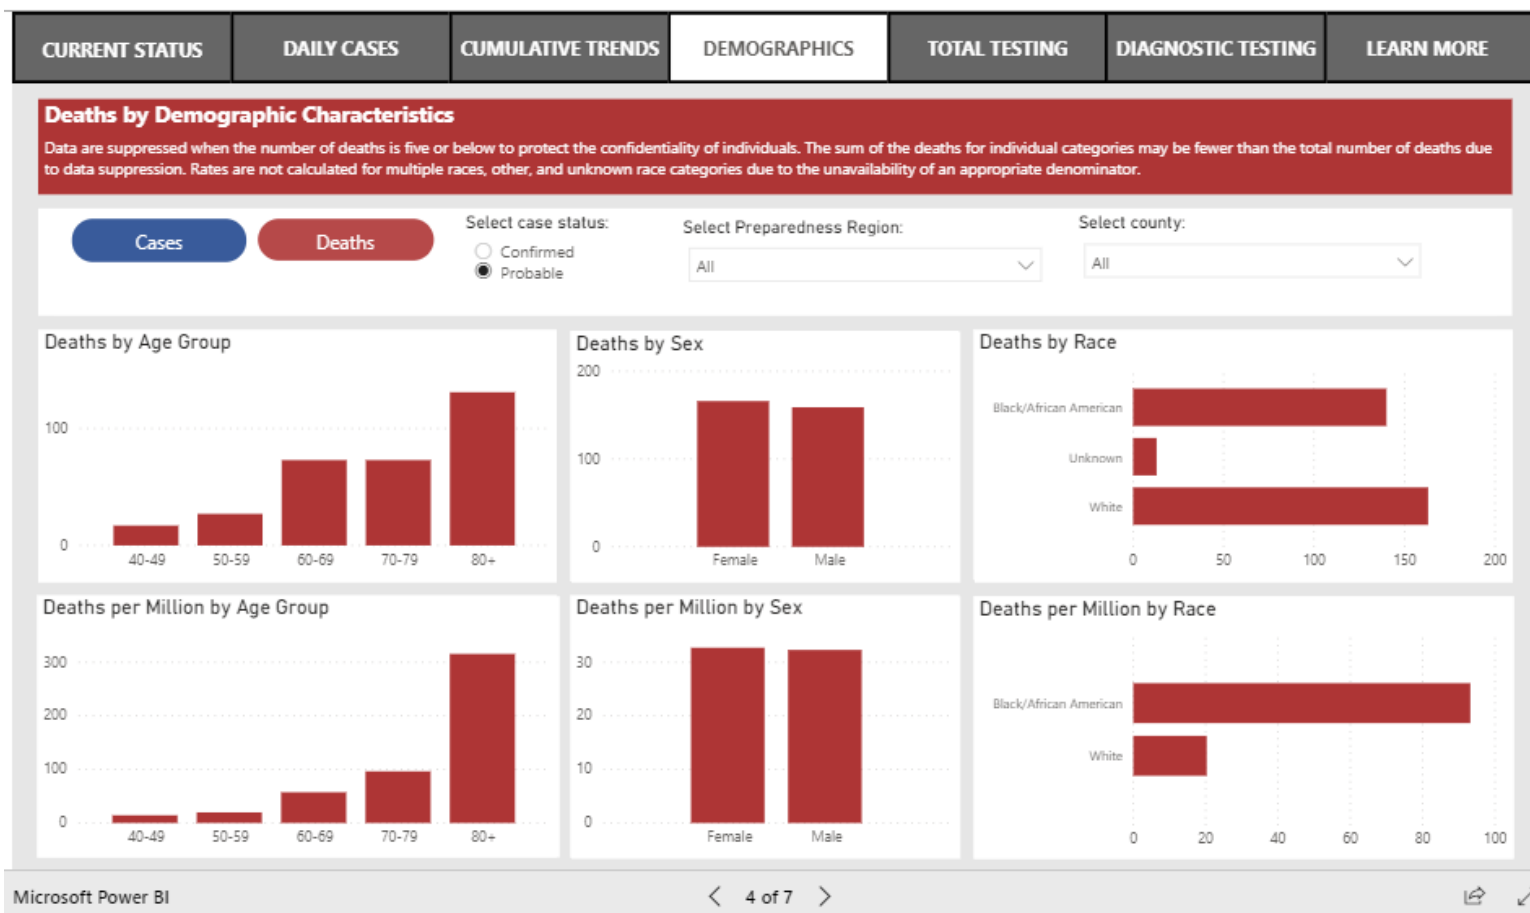 CURRENT STATUS
DAILY CASES
CUMULATIVE TRENDS
DEMOGRAPHICS
TOTAL TESTING
DIAGNOSTIC TESTING
LEARN MORE
Deaths by Demographic Characteristics
Data are suppressed when the number of deaths is five or below to protect the confidentiality of individuals. The sum of the deaths for individual categories may be fewer than the total number of deaths due
to data suppression. Rates are not calculated for multiple races, other, and unknown race categories due to the unavailability of an appropriate denominator.
Cases
Deaths
Select case status:
Confirmed
Probable
Select Preparedness Region:
All
Select county:
All
Deaths by Age Group
100
0
40-49 50-59 60-69 70-79 80+
Deaths by Sex
200
100
0
Female Male
Deaths by Race
Black/African American
Unknown
White
0 50 100 150 200
Deaths per Million by Age Group
300
200
100
0
40-49 50-59 60-69 70-79 80+
Deaths per Million by Sex
30
20
10
0
Female Male
Deaths per Million by Race
Black/African American
White
0 20 40 60 80 100
Microsoft Power BI
4 of 7